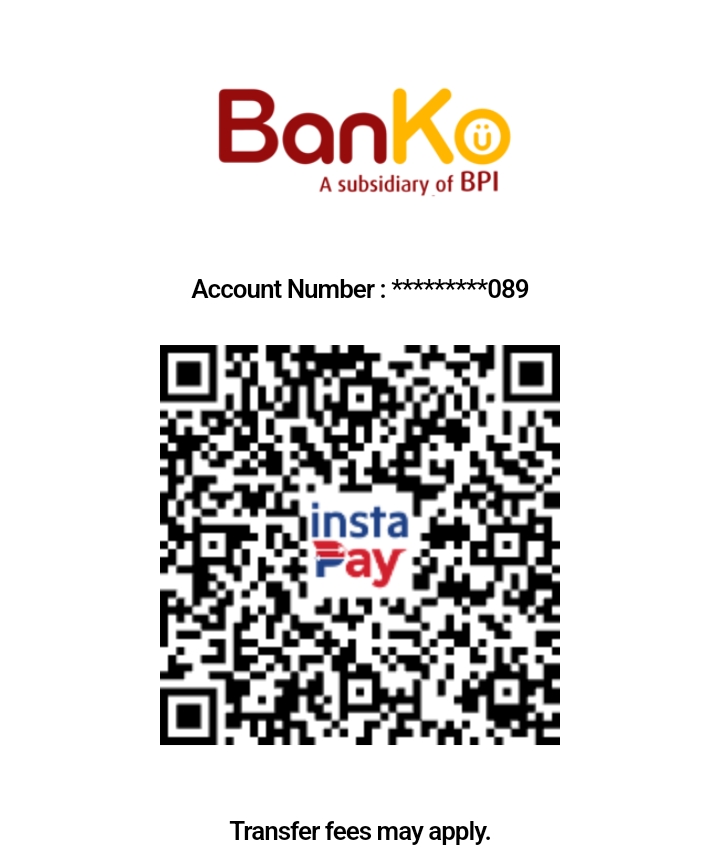 BanKo
A subsidiary of BPI
Account Number : *********089
insta
Pay
Transfer fees may apply.